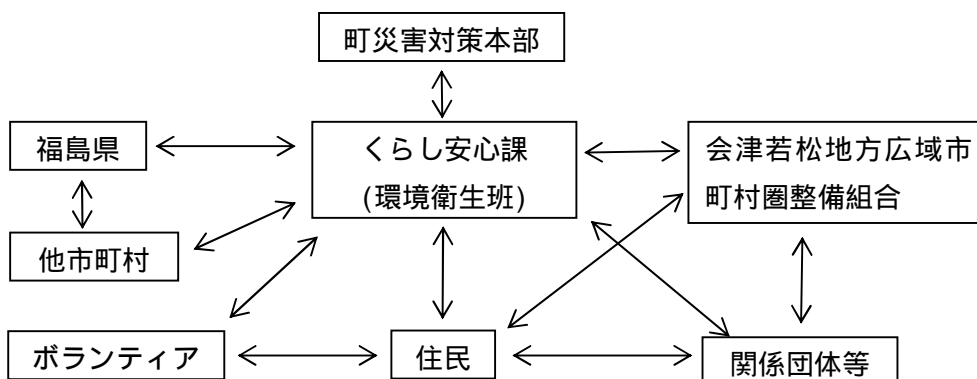 町災害対策本部
福島県
くらし安心課
(環境衛生班)
会津若松地方広域市
町村圏整備組合
他市町村
ボランティア
住民
関係団体等